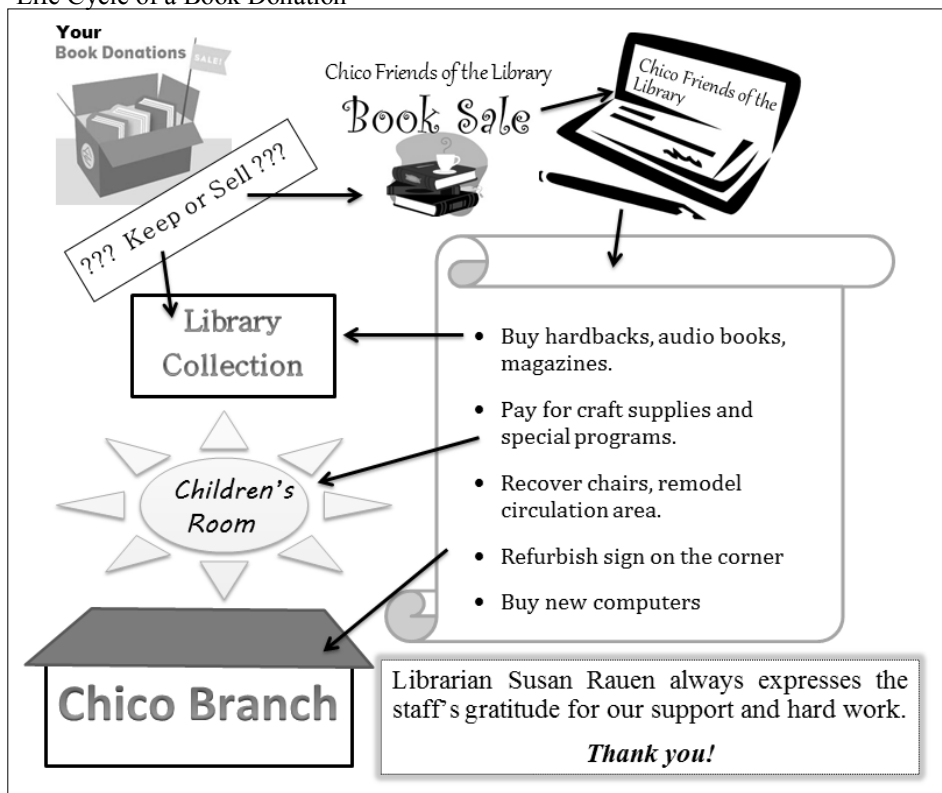 Life Cycle of a Book Donation
Your
Book Donations
SALE!
Chico Friends of the Library
Book Sale
Chico Friends of the
Library
??? Keep or Sell ???
Library
Collection
• Buy hardbacks, audio books,
magazines.
• Pay for craft supplies and
special programs.
• Recover chairs, remodel
circulation area.
• Refurbish sign on the corner
• Buy new computers
Children's
Room
Chico Branch
Librarian Susan Rauen always expresses the
staff's gratitude for our support and hard work.
Thank you!